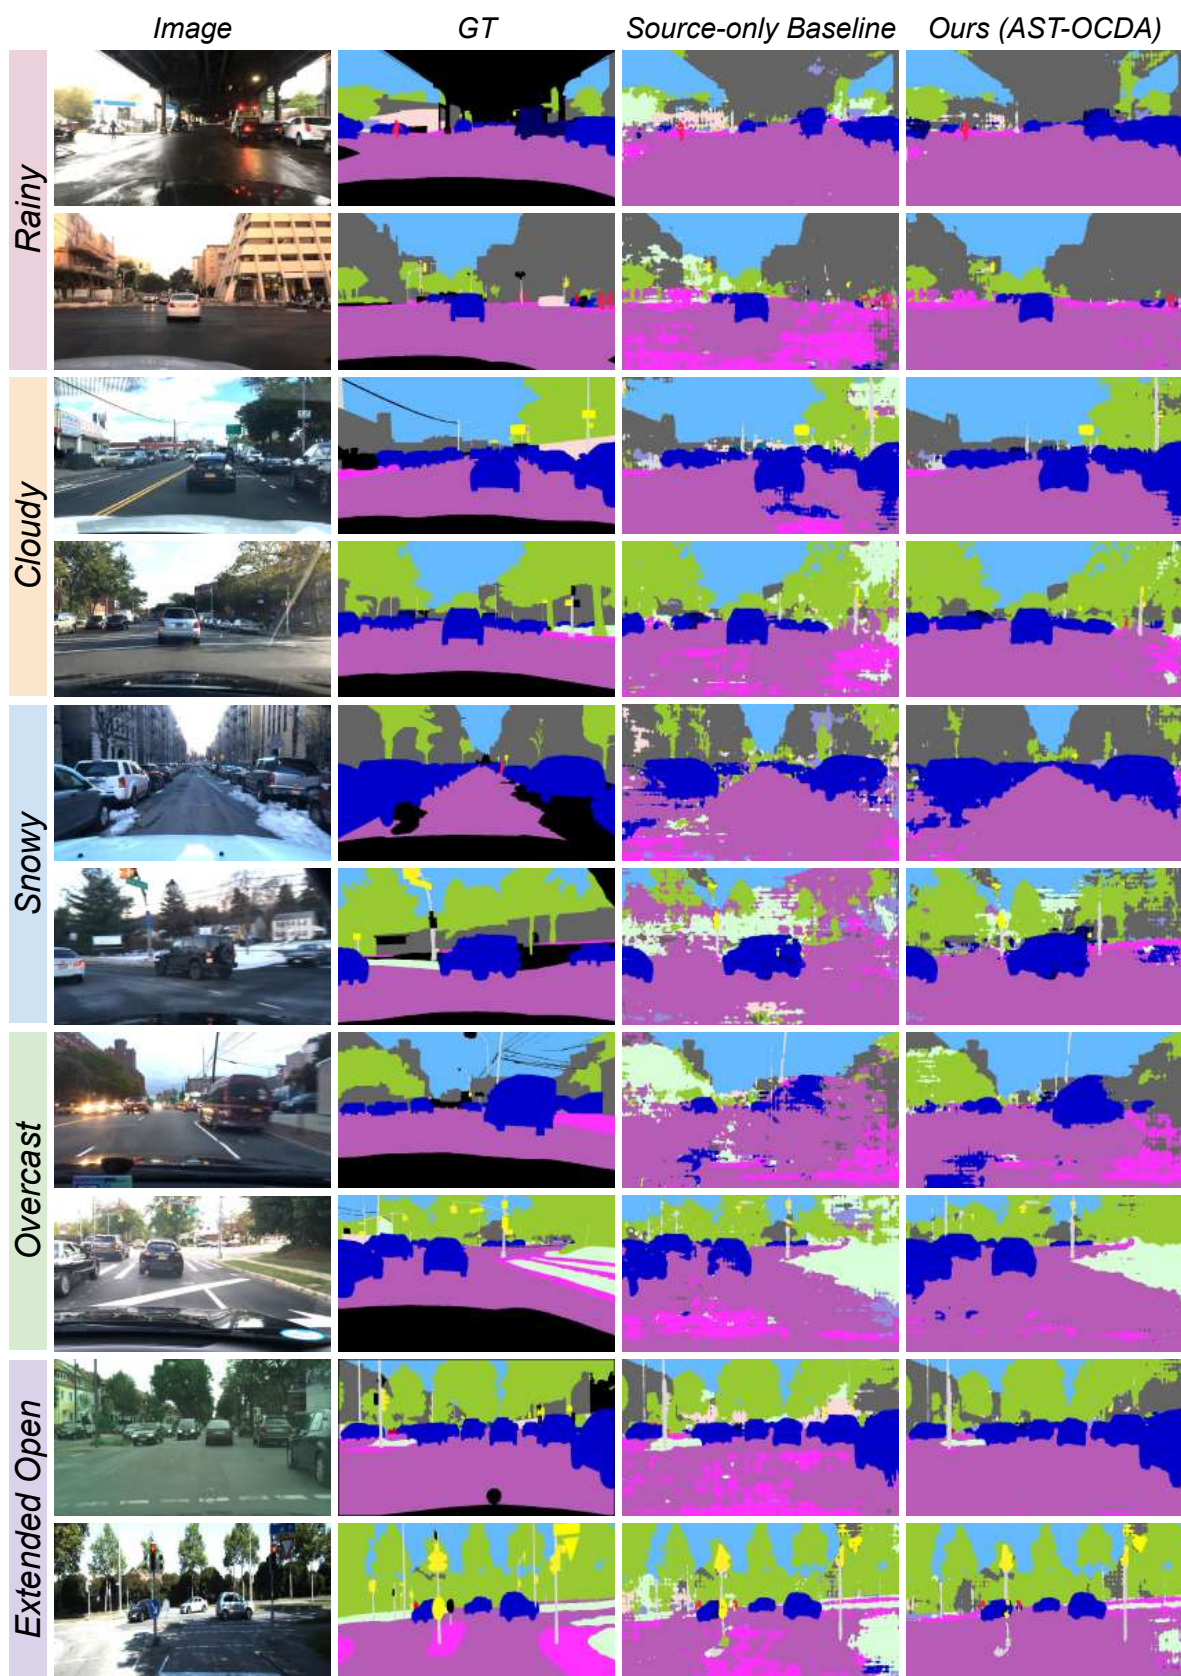 Image GT Source-only Baseline Ours (AST-OCDA)
Rainy
Cloudy
Snowy
Overcast
Extended Open